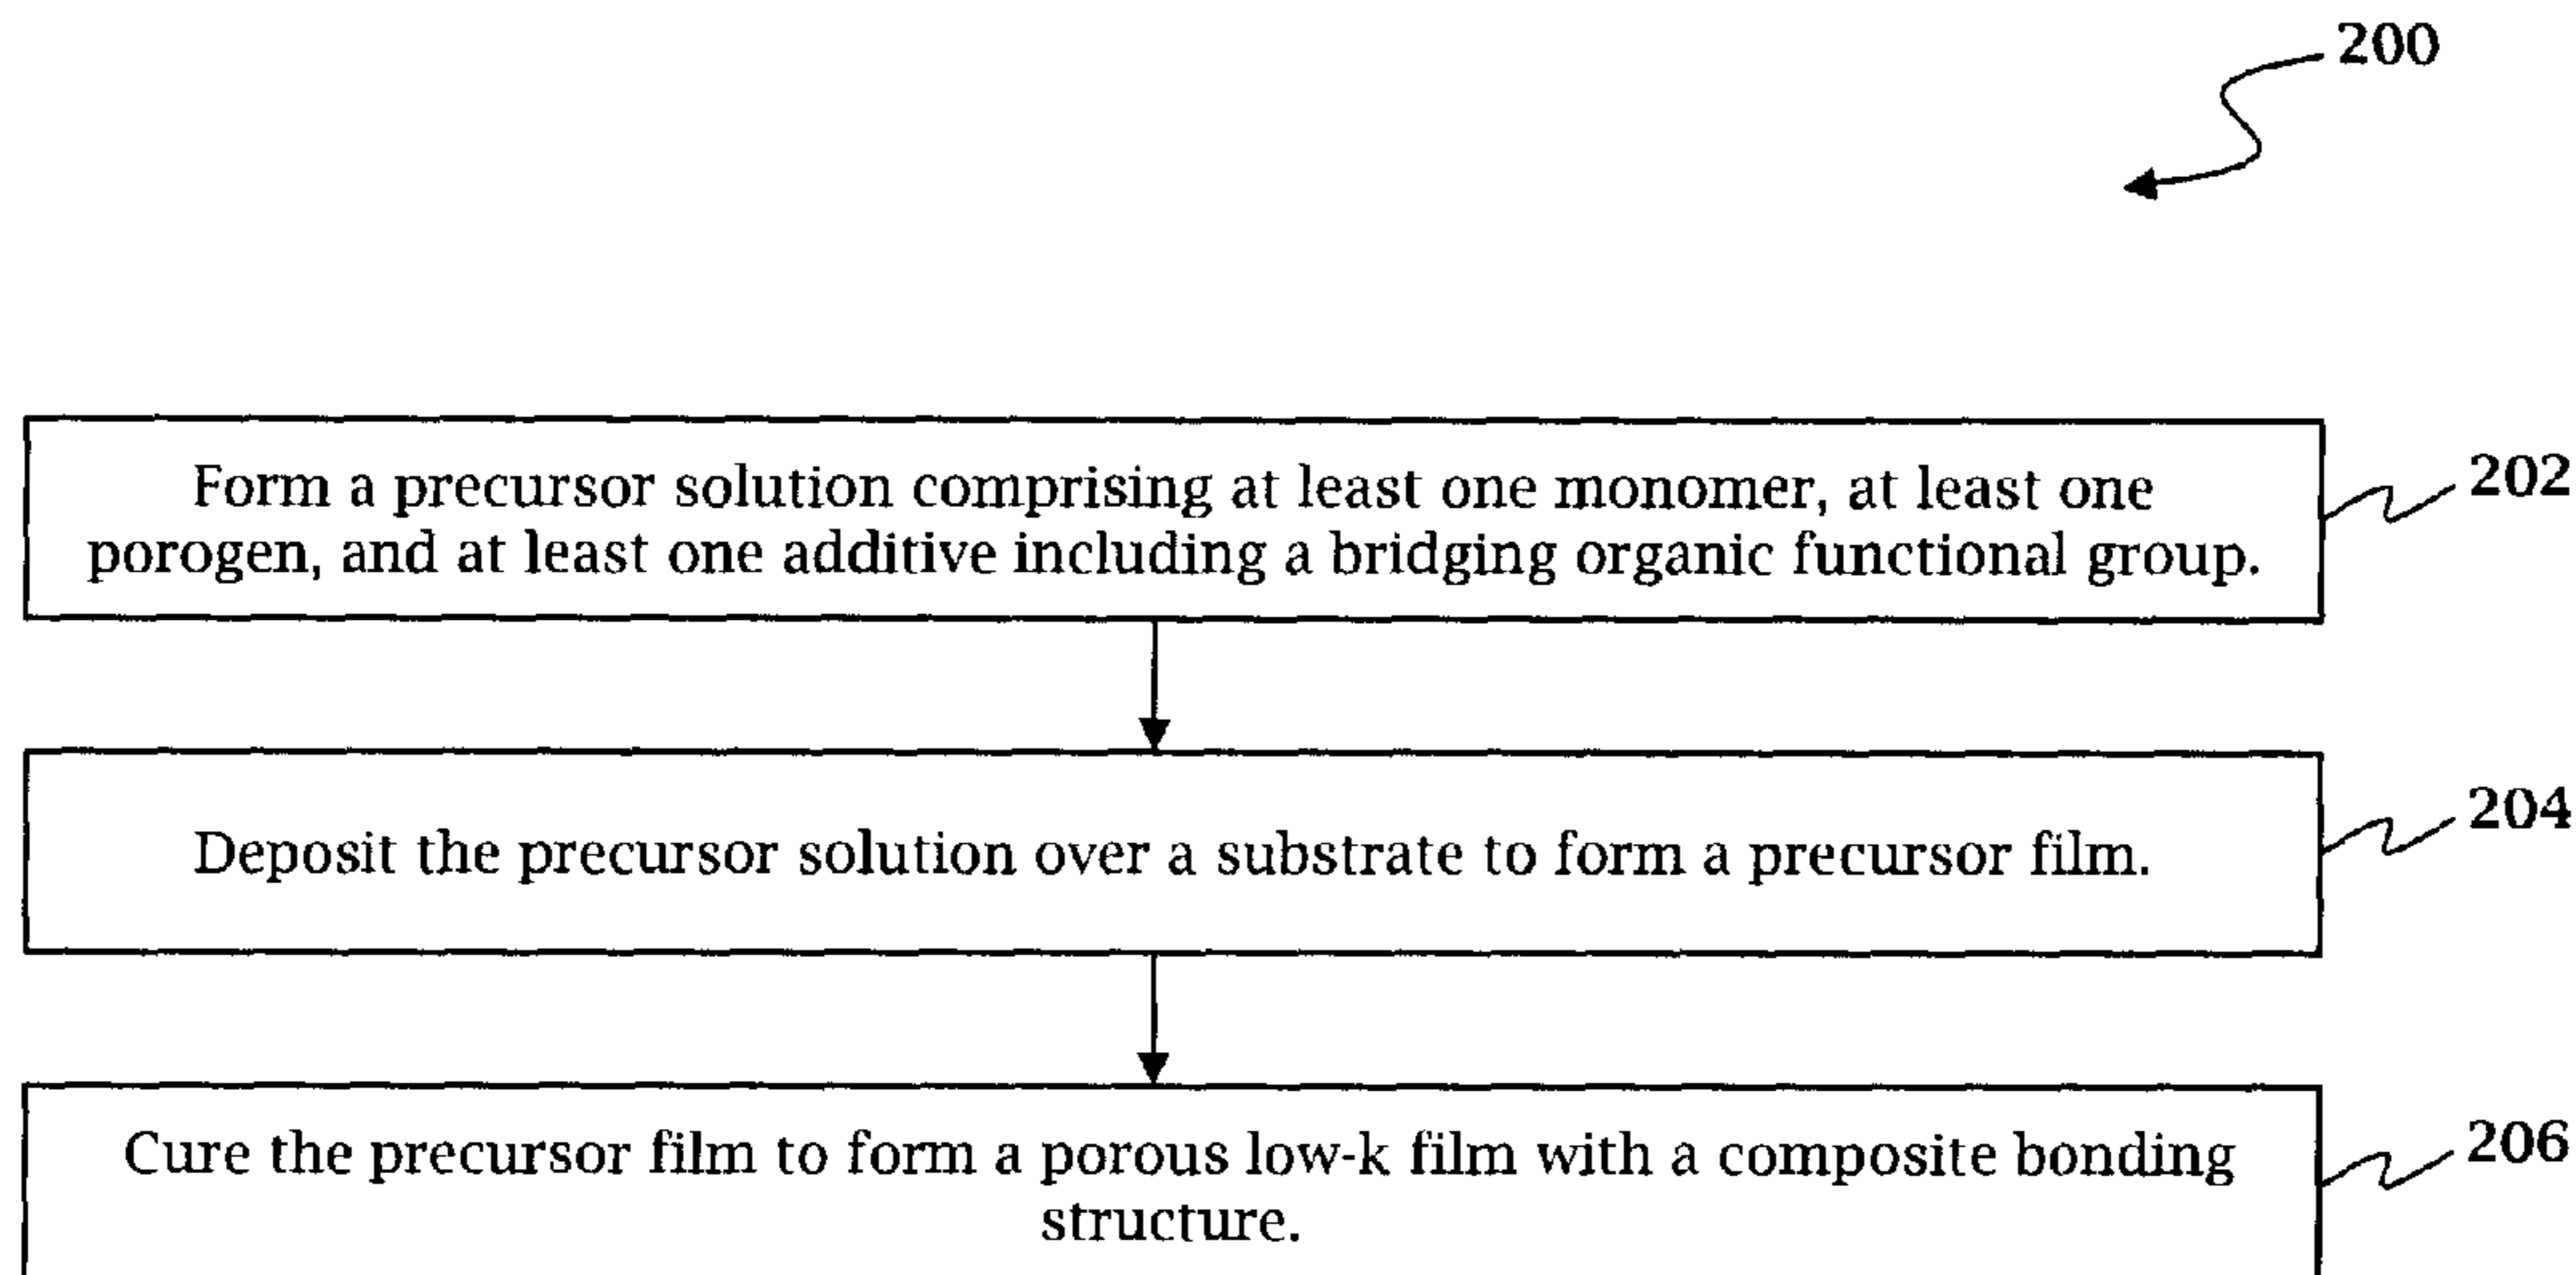 200
Form a precursor solution comprising at least one monomer, at least one
porogen, and at least one additive including a bridging organic functional group.
202
Deposit the precursor solution over a substrate to form a precursor film.
204
Cure the precursor film to form a porous low-k film with a composite bonding
structure.
206